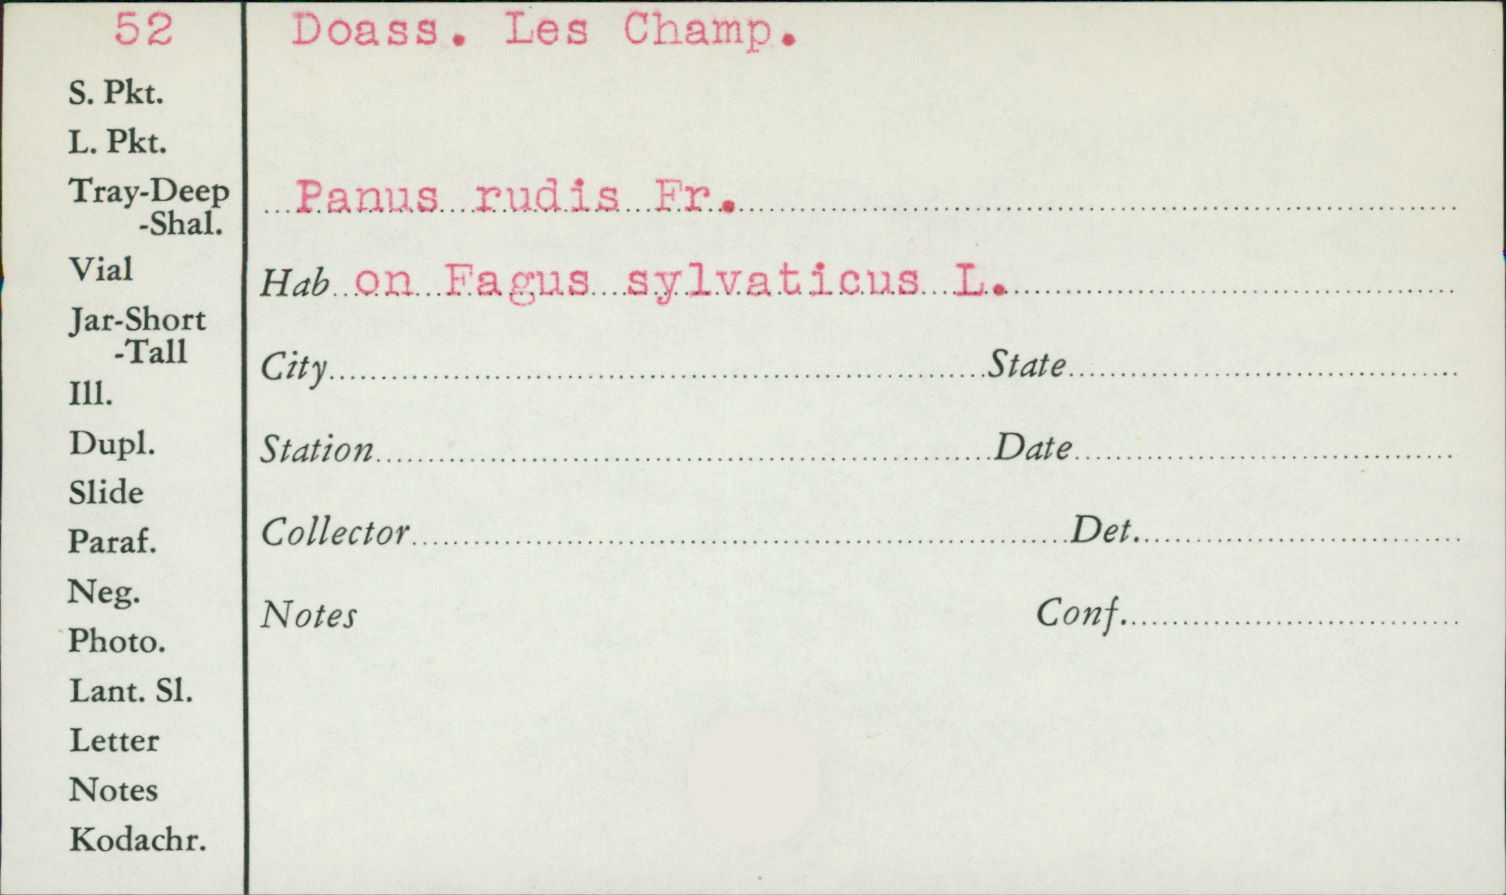 52
Doass. Les Champ.
S. Pkt.
L. Pkt.
Tray-Deep
-Shal.
Vial
Jar-Short
-Tall
Ill.
Dupl.
Slide
Paraf.
Neg.
Photo.
Lant. Sl.
Letter
Notes
Kodachr.
Panus rudis Fr.
Hab on Fagus sylvaticus L.
City State
Station Date
Collector Det.
Notes Conf.